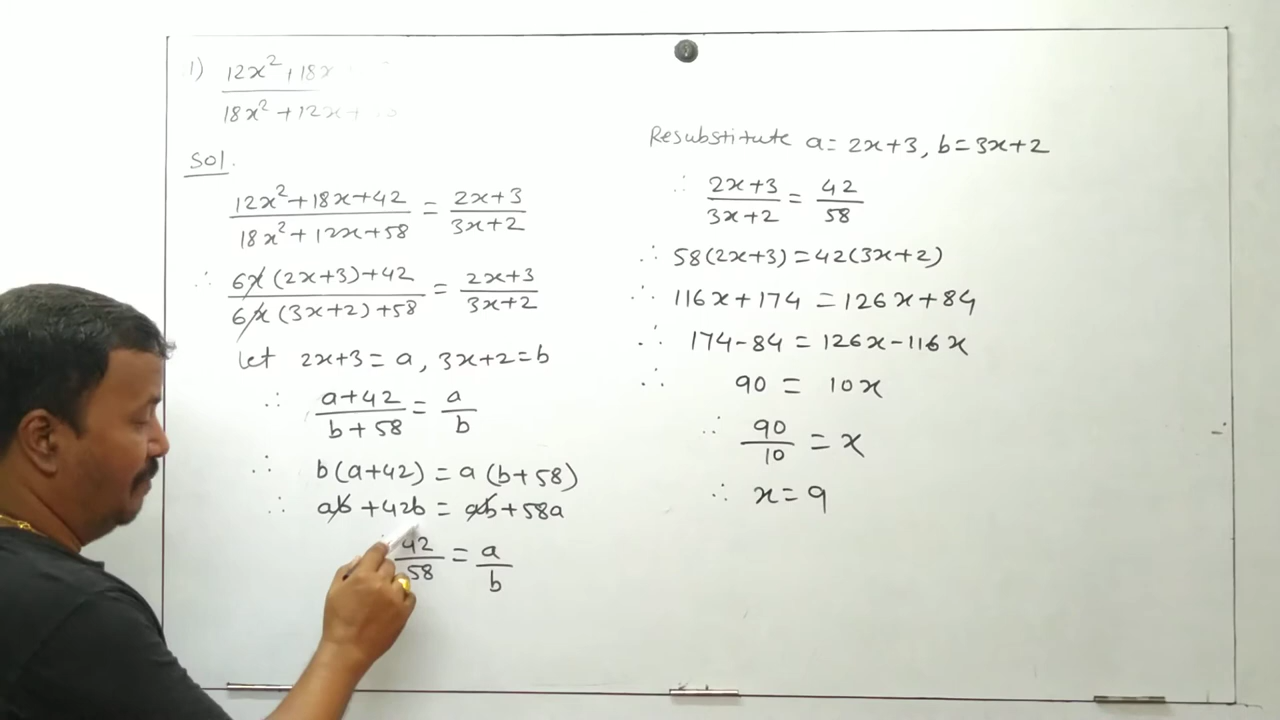 1) 12x² + 18x
18x² + 12x +
Sol.
12x²+18x+42 / 18x²+12x+58 = 2x+3 / 3x+2
∴ 6x(2x+3)+42 / 6x(3x+2)+58 = 2x+3 / 3x+2
let 2x+3=a, 3x+2=b
∴ a+42 / b+58 = a / b
∴ b(a+42) = a(b+58)
∴ ab + 42b = ab + 58a
42 / 58 = a / b
Resubstitute a=2x+3, b=3x+2
∴ 2x+3 / 3x+2 = 42 / 58
∴ 58(2x+3) = 42(3x+2)
∴ 116x+174 = 126x+84
∴ 174-84 = 126x-116x
∴ 90 = 10x
∴ 90 / 10 = x
∴ x=9